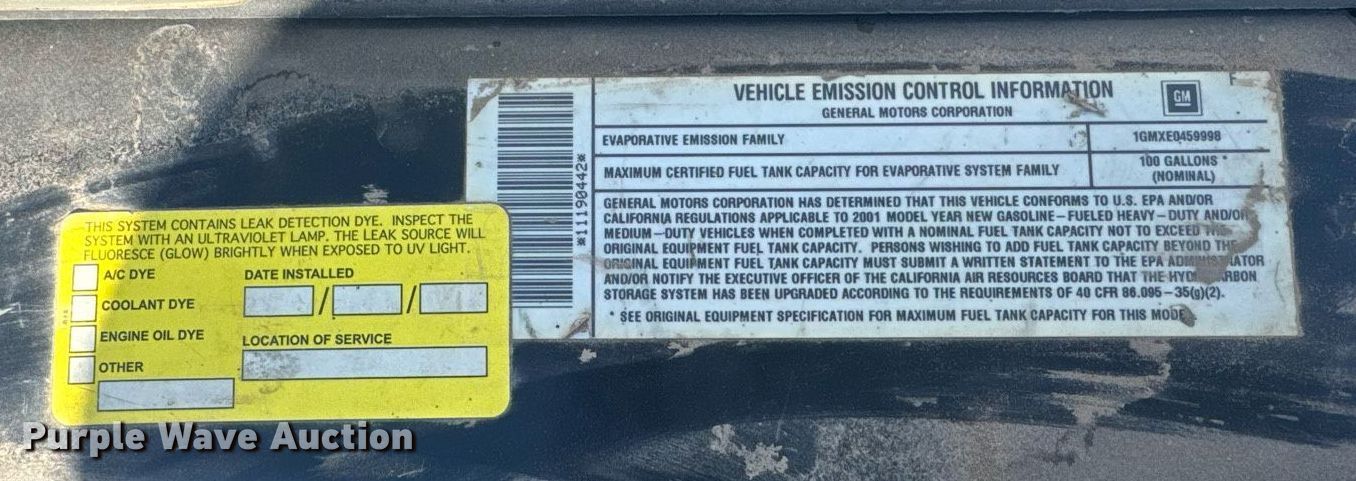 VEHICLE EMISSION CONTROL INFORMATION
GENERAL MOTORS CORPORATION
GM
EVAPORATIVE EMISSION FAMILY 1GMXE0459998
MAXIMUM CERTIFIED FUEL TANK CAPACITY FOR EVAPORATIVE SYSTEM FAMILY 100 GALLONS *
(NOMINAL)
GENERAL MOTORS CORPORATION HAS DETERMINED THAT THIS VEHICLE CONFORMS TO U.S. EPA AND/OR
CALIFORNIA REGULATIONS APPLICABLE TO 2001 MODEL YEAR NEW GASOLINE-FUELED HEAVY-DUTY AND/OR
MEDIUM-DUTY VEHICLES WHEN COMPLETED WITH A NOMINAL FUEL TANK CAPACITY NOT TO EXCEED THE
ORIGINAL EQUIPMENT FUEL TANK CAPACITY. PERSONS WISHING TO ADD FUEL TANK CAPACITY BEYOND THE
ORIGINAL EQUIPMENT FUEL TANK CAPACITY MUST SUBMIT A WRITTEN STATEMENT TO THE EPA ADMINISTRATOR
AND/OR NOTIFY THE EXECUTIVE OFFICER OF THE CALIFORNIA AIR RESOURCES BOARD THAT THE HYDROCARBON
STORAGE SYSTEM HAS BEEN UPGRADED ACCORDING TO THE REQUIREMENTS OF 40 CFR 86.095-35(g)(2).
* SEE ORIGINAL EQUIPMENT SPECIFICATION FOR MAXIMUM FUEL TANK CAPACITY FOR THIS MODEL.
*11190442*
THIS SYSTEM CONTAINS LEAK DETECTION DYE. INSPECT THE
SYSTEM WITH AN ULTRAVIOLET LAMP. THE LEAK SOURCE WILL
FLUORESCE (GLOW) BRIGHTLY WHEN EXPOSED TO UV LIGHT.
A/C DYE
COOLANT DYE
ENGINE OIL DYE
OTHER
DATE INSTALLED
/ /
LOCATION OF SERVICE
Purple Wave Auction